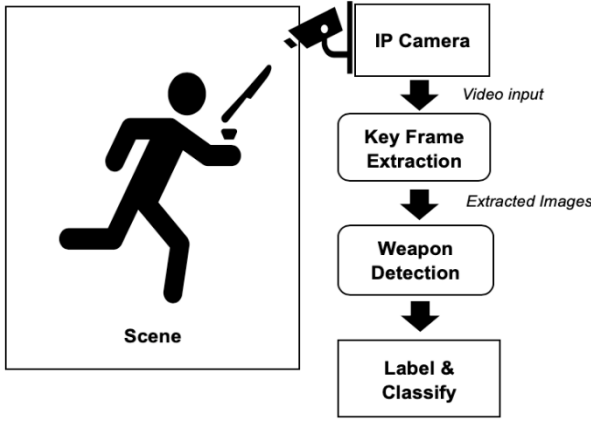 IP Camera
Video input
Key Frame
Extraction
Extracted Images
Weapon
Detection
Scene
Label &
Classify